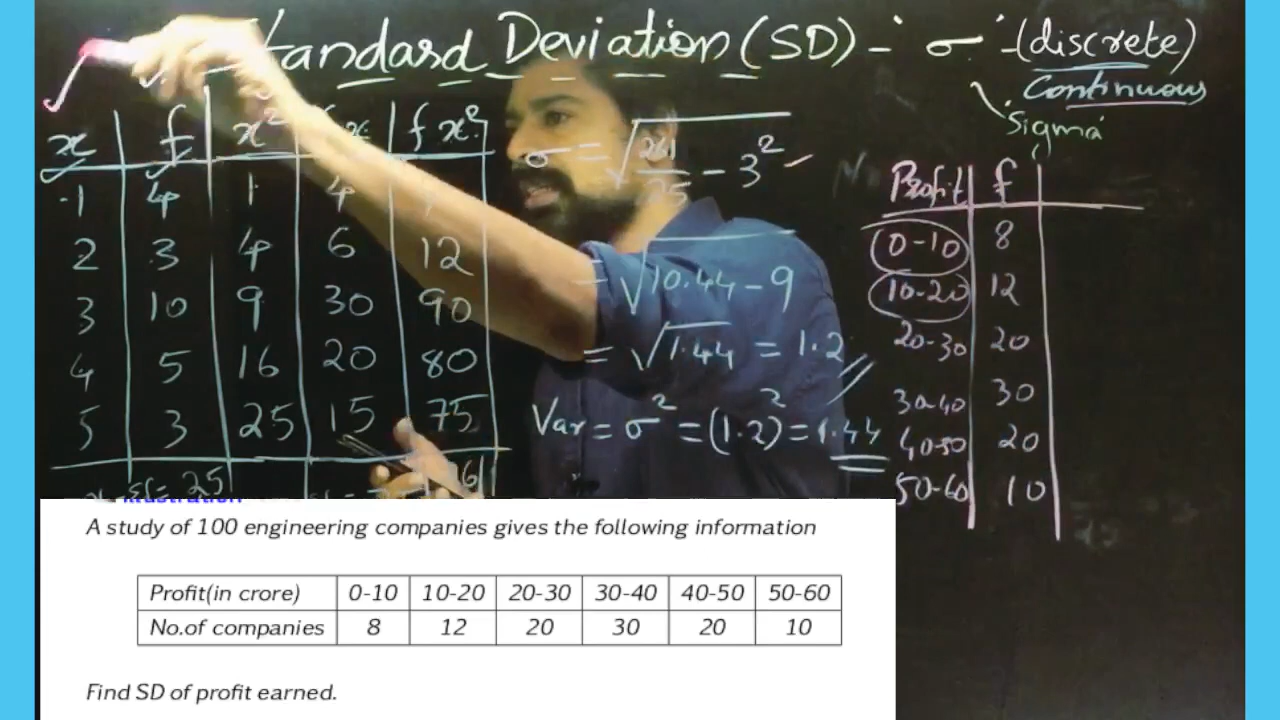 Standard Deviation (SD) - σ - (discrete)
Continuous
Sigma
x f x² x f x²
1 4 1 4
2 3 4 6 12
3 10 9 30 90
4 5 16 20 80
5 3 25 15 75
= 25
σ = √261/25 - 3²
= √10.44 - 9
= √1.44 = 1.2
Var = σ² = (1.2)² = 1.44
Profit f
0-10 8
10-20 12
20-30 20
30-40 30
40-50 20
50-60 10
A study of 100 engineering companies gives the following information
Profit(in crore) 0-10 10-20 20-30 30-40 40-50 50-60
No.of companies 8 12 20 30 20 10
Find SD of profit earned.